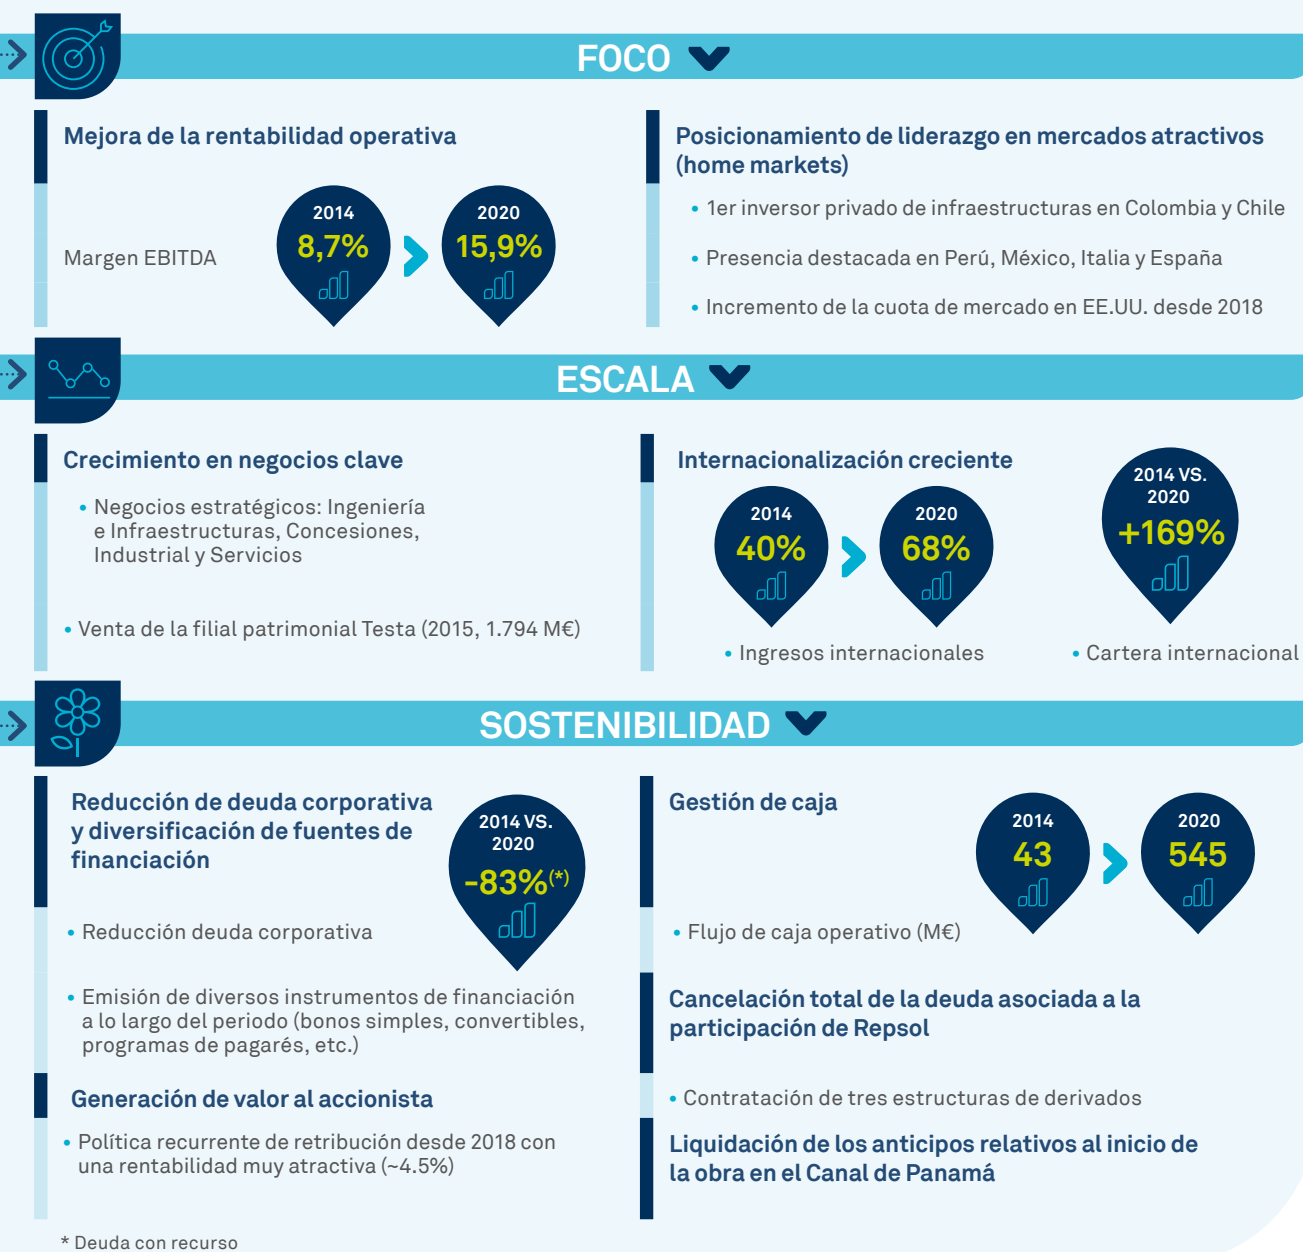 FOCO
Mejora de la rentabilidad operativa
Margen EBITDA
2014
8,7%
2020
15,9%
Posicionamiento de liderazgo en mercados atractivos
(home markets)
• 1er inversor privado de infraestructuras en Colombia y Chile
• Presencia destacada en Perú, México, Italia y España
• Incremento de la cuota de mercado en EE.UU. desde 2018
ESCALA
Crecimiento en negocios clave
• Negocios estratégicos: Ingeniería
e Infraestructuras, Concesiones,
Industrial y Servicios
• Venta de la filial patrimonial Testa (2015, 1.794 M€)
Internacionalización creciente
2014
40%
2020
68%
• Ingresos internacionales
2014 VS.
2020
+169%
• Cartera internacional
SOSTENIBILIDAD
Reducción de deuda corporativa
y diversificación de fuentes de
financiación
2014 VS.
2020
-83%(*)
• Reducción deuda corporativa
• Emisión de diversos instrumentos de financiación
a lo largo del periodo (bonos simples, convertibles,
programas de pagarés, etc.)
Generación de valor al accionista
• Política recurrente de retribución desde 2018 con
una rentabilidad muy atractiva (~4.5%)
Gestión de caja
2014
43
2020
545
• Flujo de caja operativo (M€)
Cancelación total de la deuda asociada a la
participación de Repsol
• Contratación de tres estructuras de derivados
Liquidación de los anticipos relativos al inicio de
la obra en el Canal de Panamá
* Deuda con recurso